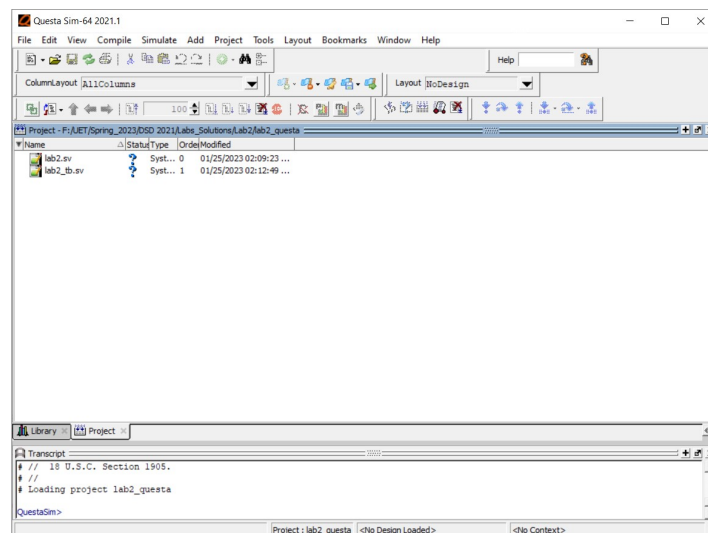 Questa Sim-64 2021.1
File Edit View Compile Simulate Add Project Tools Layout Bookmarks Window Help
Help
ColumnLayout AllColumns
Layout NoDesign
100
Project - F:/UET/Spring_2023/DSD 2021/Labs_Solutions/Lab2/lab2_questa
Name Statu Type Order Modified
lab2.sv ? Syst... 0 01/25/2023 02:09:23 ...
lab2_tb.sv ? Syst... 1 01/25/2023 02:12:49 ...
Library Project
Transcript
# // 18 U.S.C. Section 1905.
# //
# Loading project lab2_questa
QuestaSim>
Project : lab2_questa <No Design Loaded> <No Context>